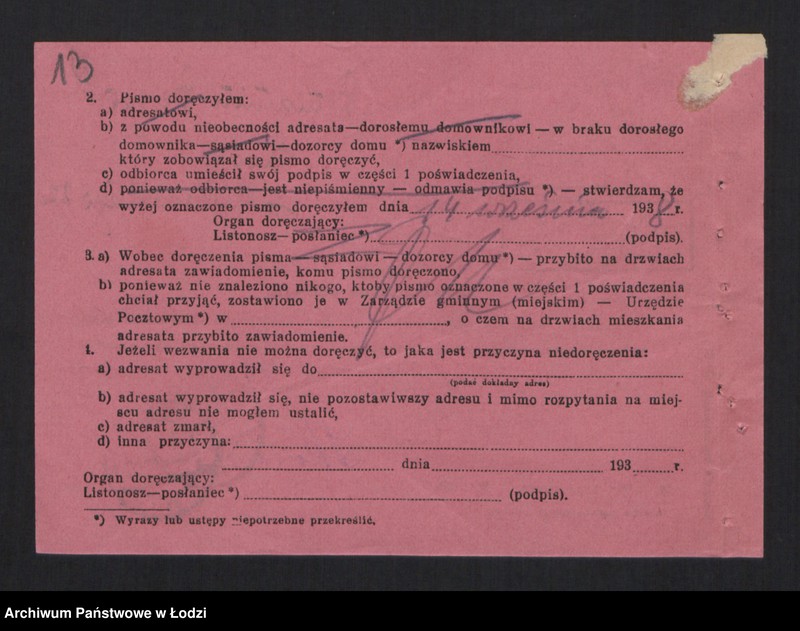 13
2. Pismo doręczyłem:
a) adresatowi,
b) z powodu nieobecności adresata—dorosłemu domownikowi — w braku dorosłego
domownika—sąsiadowi—dozorcy domu *) nazwiskiem
który zobowiązał się pismo doręczyć,
c) odbiorca umieścił swój podpis w części 1 poświadczenia,
d) ponieważ odbiorca—jest niepiśmienny — odmawia podpisu *) — stwierdzam, że
wyżej oznaczone pismo doręczyłem dnia 14 września 1938 r.
Organ doręczający:
Listonosz—posłaniec *) (podpis).
3. a) Wobec doręczenia pisma—sąsiadowi—dozorcy domu *) — przybito na drzwiach
adresata zawiadomienie, komu pismo doręczono,
b) ponieważ nie znaleziono nikogo, ktoby pismo oznaczone w części 1 poświadczenia
chciał przyjąć, zostawiono je w Zarządzie gminnym (miejskim) — Urzędzie
Pocztowym *) w , o czem na drzwiach mieszkania
adresata przybito zawiadomienie.
4. Jeżeli wezwania nie można doręczyć, to jaka jest przyczyna niedoręczenia:
a) adresat wyprowadził się do
(podać dokładny adres)
b) adresat wyprowadził się, nie pozostawiwszy adresu i mimo rozpytania na miej-
scu adresu nie mogłem ustalić,
c) adresat zmarł,
d) inna przyczyna:
dnia 193 r.
Organ doręczający:
Listonosz—posłaniec *) (podpis).
*) Wyrazy lub ustępy niepotrzebne przekreślić.
Archiwum Państwowe w Łodzi